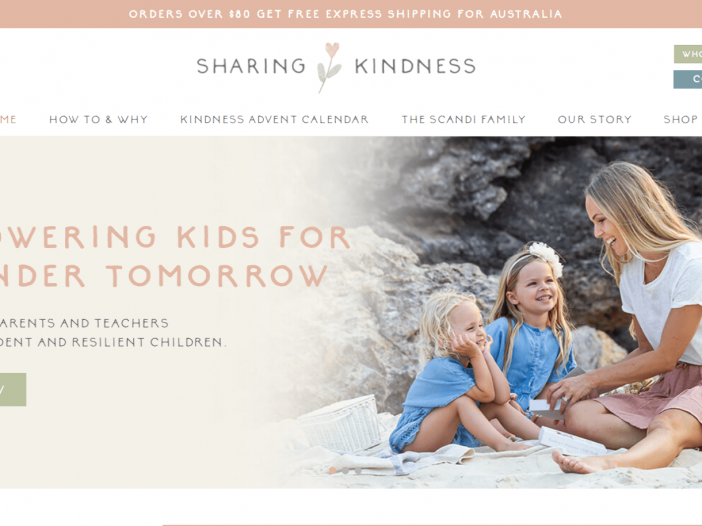 ORDERS OVER $80 GET FREE EXPRESS SHIPPING FOR AUSTRALIA
SHARING KINDNESS
WHO
C
ME HOW TO & WHY KINDNESS ADVENT CALENDAR THE SCANDI FAMILY OUR STORY SHOP
OWERING KIDS FOR
NDER TOMORROW
ARENTS AND TEACHERS
DENT AND RESILIENT CHILDREN.